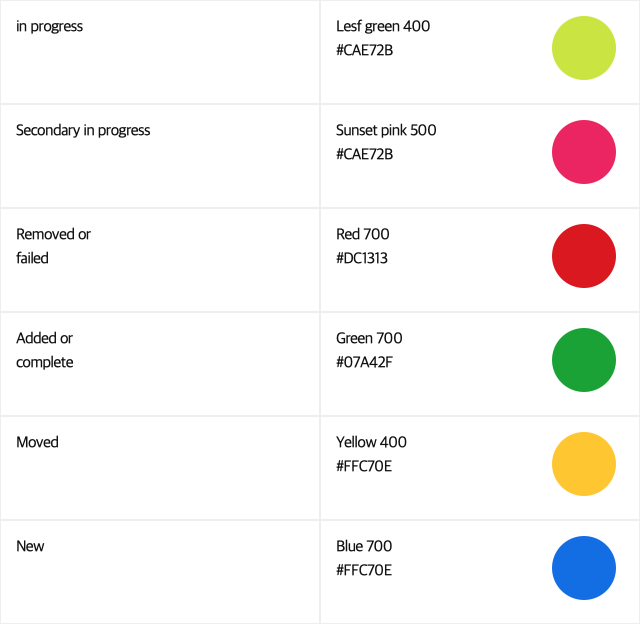 in progress
Lesf green 400
#CAE72B
Secondary in progress
Sunset pink 500
#CAE72B
Removed or
failed
Red 700
#DC1313
Added or
complete
Green 700
#07A42F
Moved
Yellow 400
#FFC70E
New
Blue 700
#FFC70E